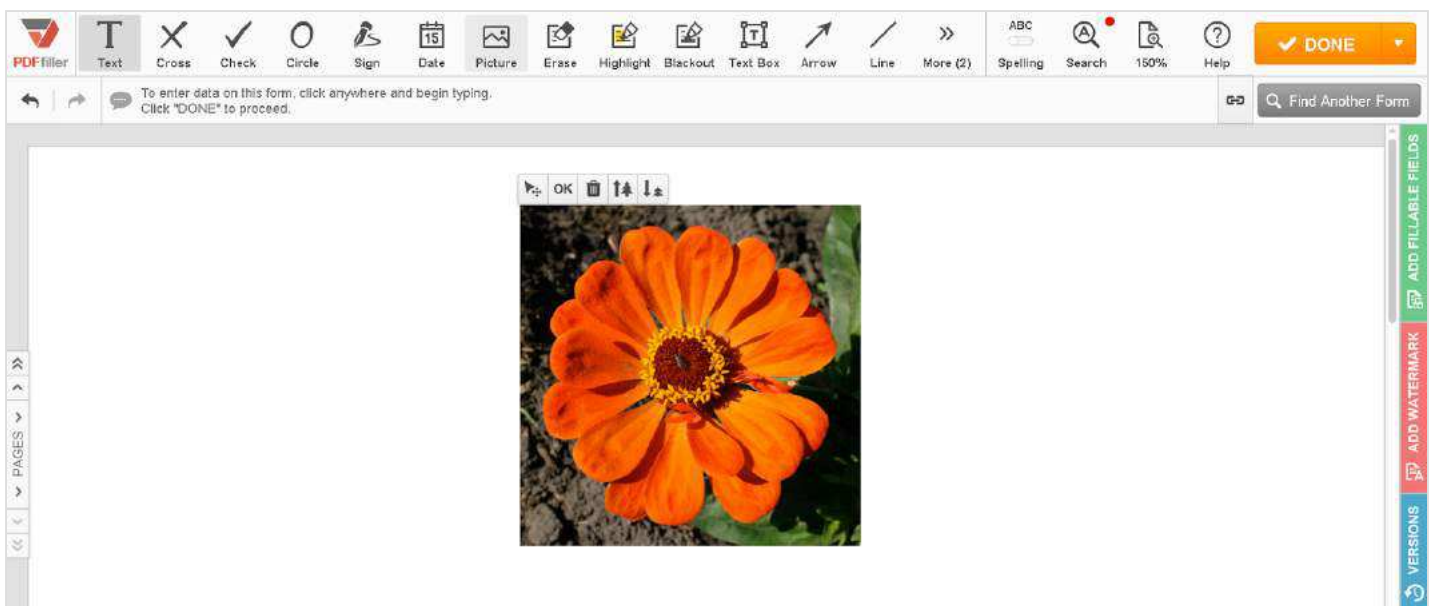 PDFfiller
Text
Cross
Check
Circle
Sign
15
Date
Picture
Erase
Highlight
Blackout
T
Text Box
Arrow
Line
More (2)
ABC
Spelling
A
Search
150%
?
Help
DONE
To enter data on this form, click anywhere and begin typing.
Click "DONE" to proceed.
Find Another Form
OK
PAGES
ADD FILLABLE FIELDS
ADD WATERMARK
VERSIONS